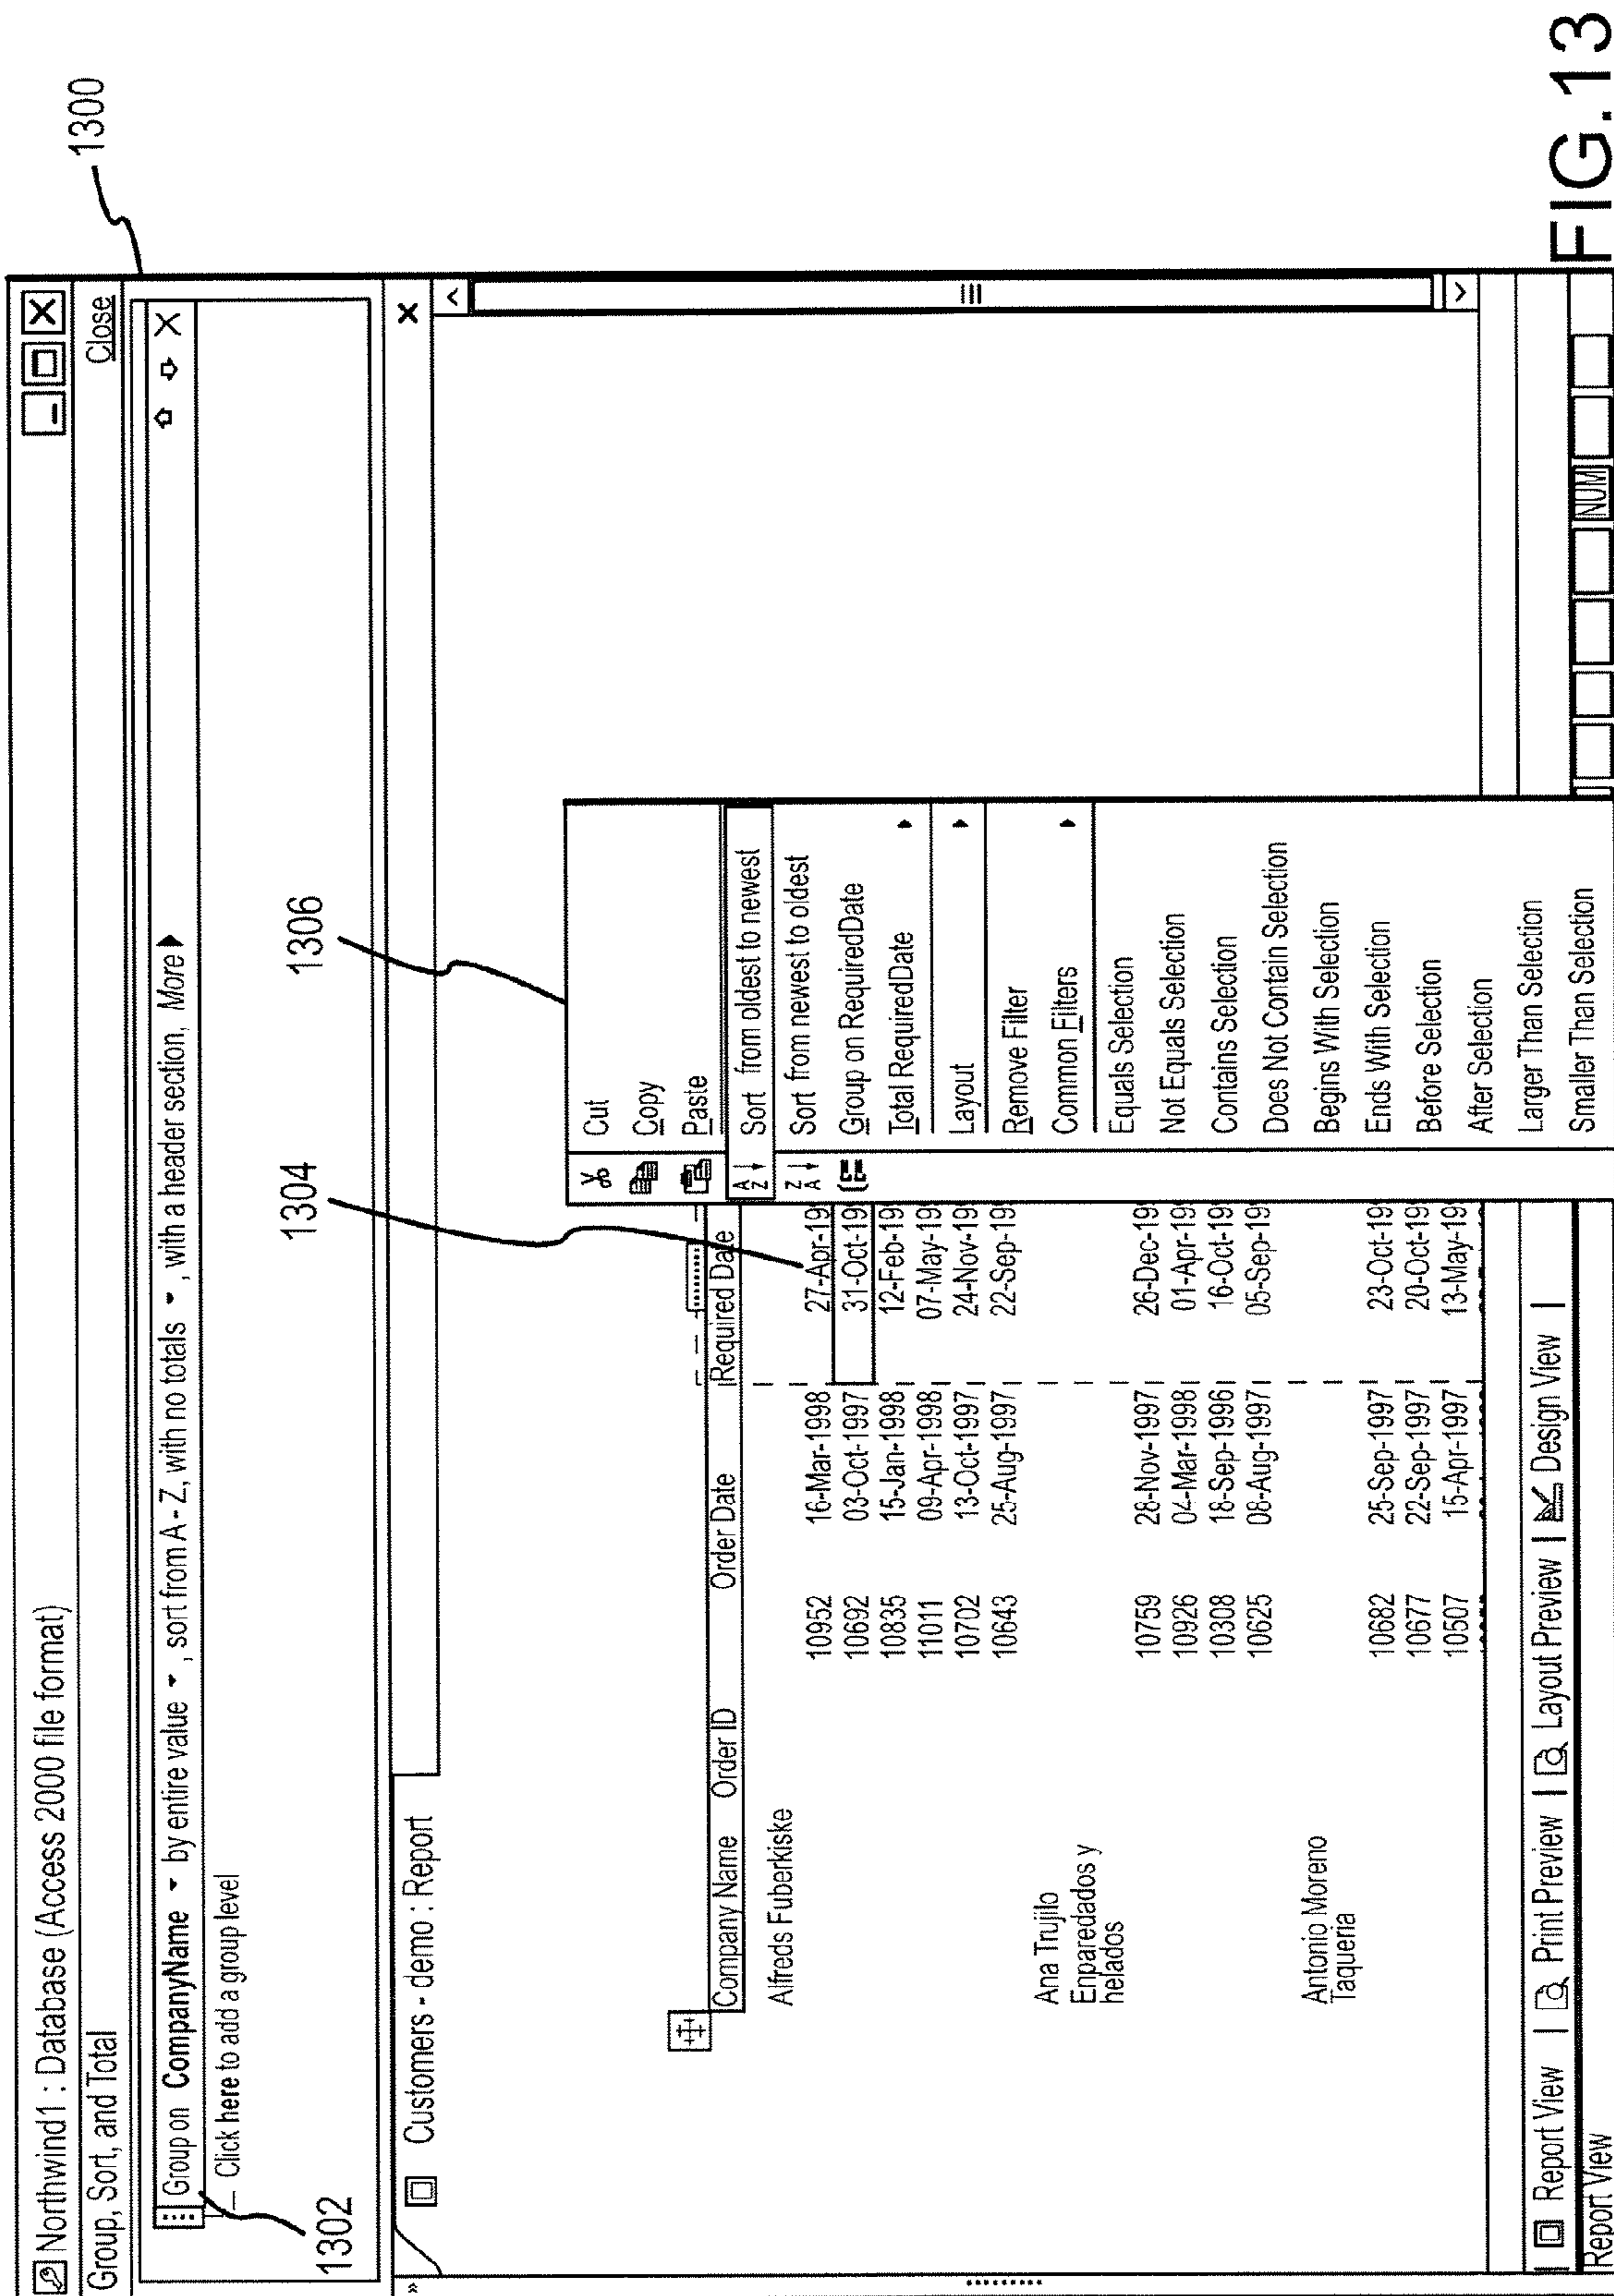 1300
Northwind1 : Database (Access 2000 file format)
Group, Sort, and Total
Close
Group on CompanyName by entire value , sort from A - Z, with no totals , with a header section, More
Click here to add a group level
1302
1304
1306
Customers - demo : Report
Company Name Order ID Order Date Required Date
Alfreds Fuberkiske
10952 16-Mar-1998 27-Apr-19
10692 03-Oct-1997 31-Oct-19
10835 15-Jan-1998 12-Feb-19
11011 09-Apr-1998 07-May-19
10702 13-Oct-1997 24-Nov-19
10643 25-Aug-1997 22-Sep-19
Ana Trujilo
Enparedados y
helados
10759 28-Nov-1997 26-Dec-19
10926 04-Mar-1998 01-Apr-19
10308 18-Sep-1996 16-Oct-19
10625 08-Aug-1997 05-Sep-19
Antonio Moreno
Taqueria
10682 25-Sep-1997 23-Oct-19
10677 22-Sep-1997 20-Oct-19
10507 15-Apr-1997 13-May-19
Cut
Copy
Paste
Sort from oldest to newest
Sort from newest to oldest
Group on RequiredDate
Total RequiredDate
Layout
Remove Filter
Common Filters
Equals Selection
Not Equals Selection
Contains Selection
Does Not Contain Selection
Begins With Selection
Ends With Selection
Before Selection
After Selection
Larger Than Selection
Smaller Than Selection
Report View | Print Preview | Layout Preview | Design View |
Report View
NUM
FIG.13